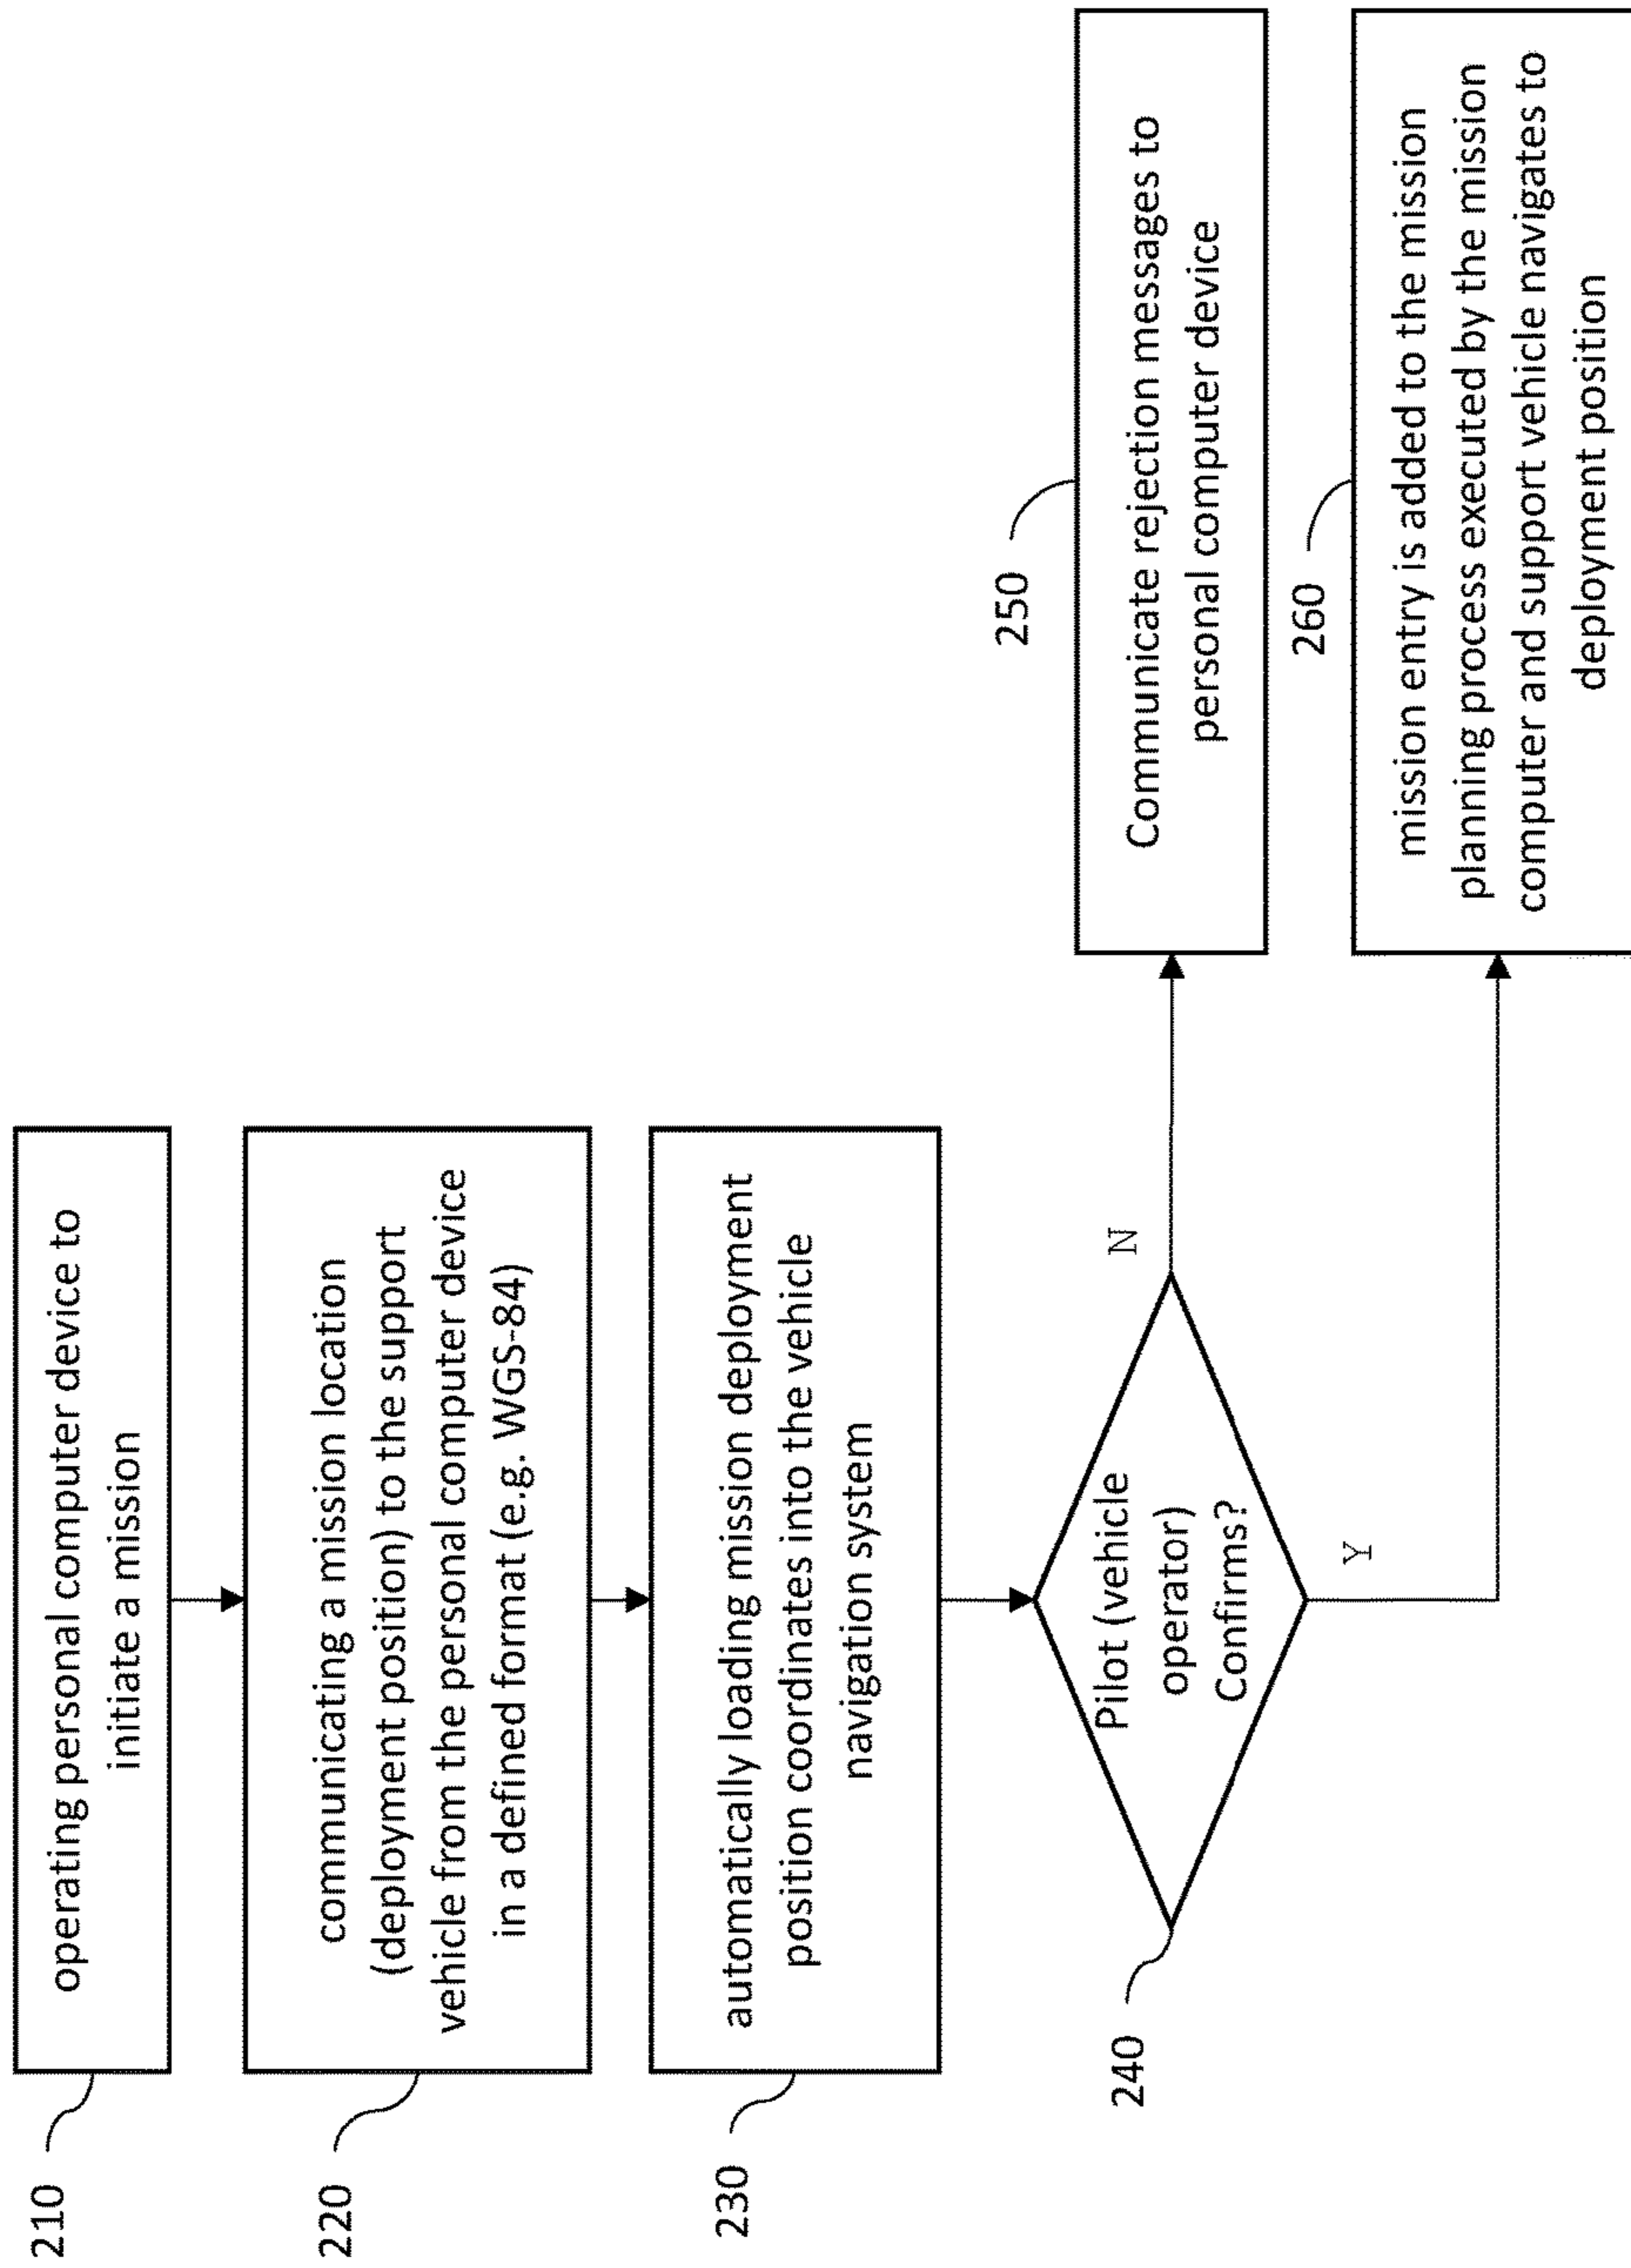 210
operating personal computer device to
initiate a mission
220
communicating a mission location
(deployment position) to the support
vehicle from the personal computer device
in a defined format (e.g. WGS-84)
230
automatically loading mission deployment
position coordinates into the vehicle
navigation system
240
Pilot (vehicle
operator)
Confirms?
N
Y
250
Communicate rejection messages to
personal computer device
260
mission entry is added to the mission
planning process executed by the mission
computer and support vehicle navigates to
deployment position